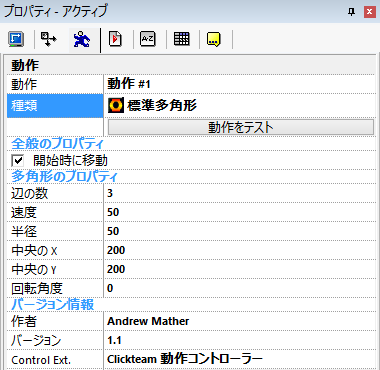 プロパティ - アクティブ
A-Z
動作
動作 動作 #1
種類 標準多角形
動作をテスト
全般のプロパティ
開始時に移動
多角形のプロパティ
辺の数 3
速度 50
半径 50
中央の X 200
中央の Y 200
回転角度 0
バージョン情報
作者 Andrew Mather
バージョン 1.1
Control Ext. Clickteam 動作コントローラー